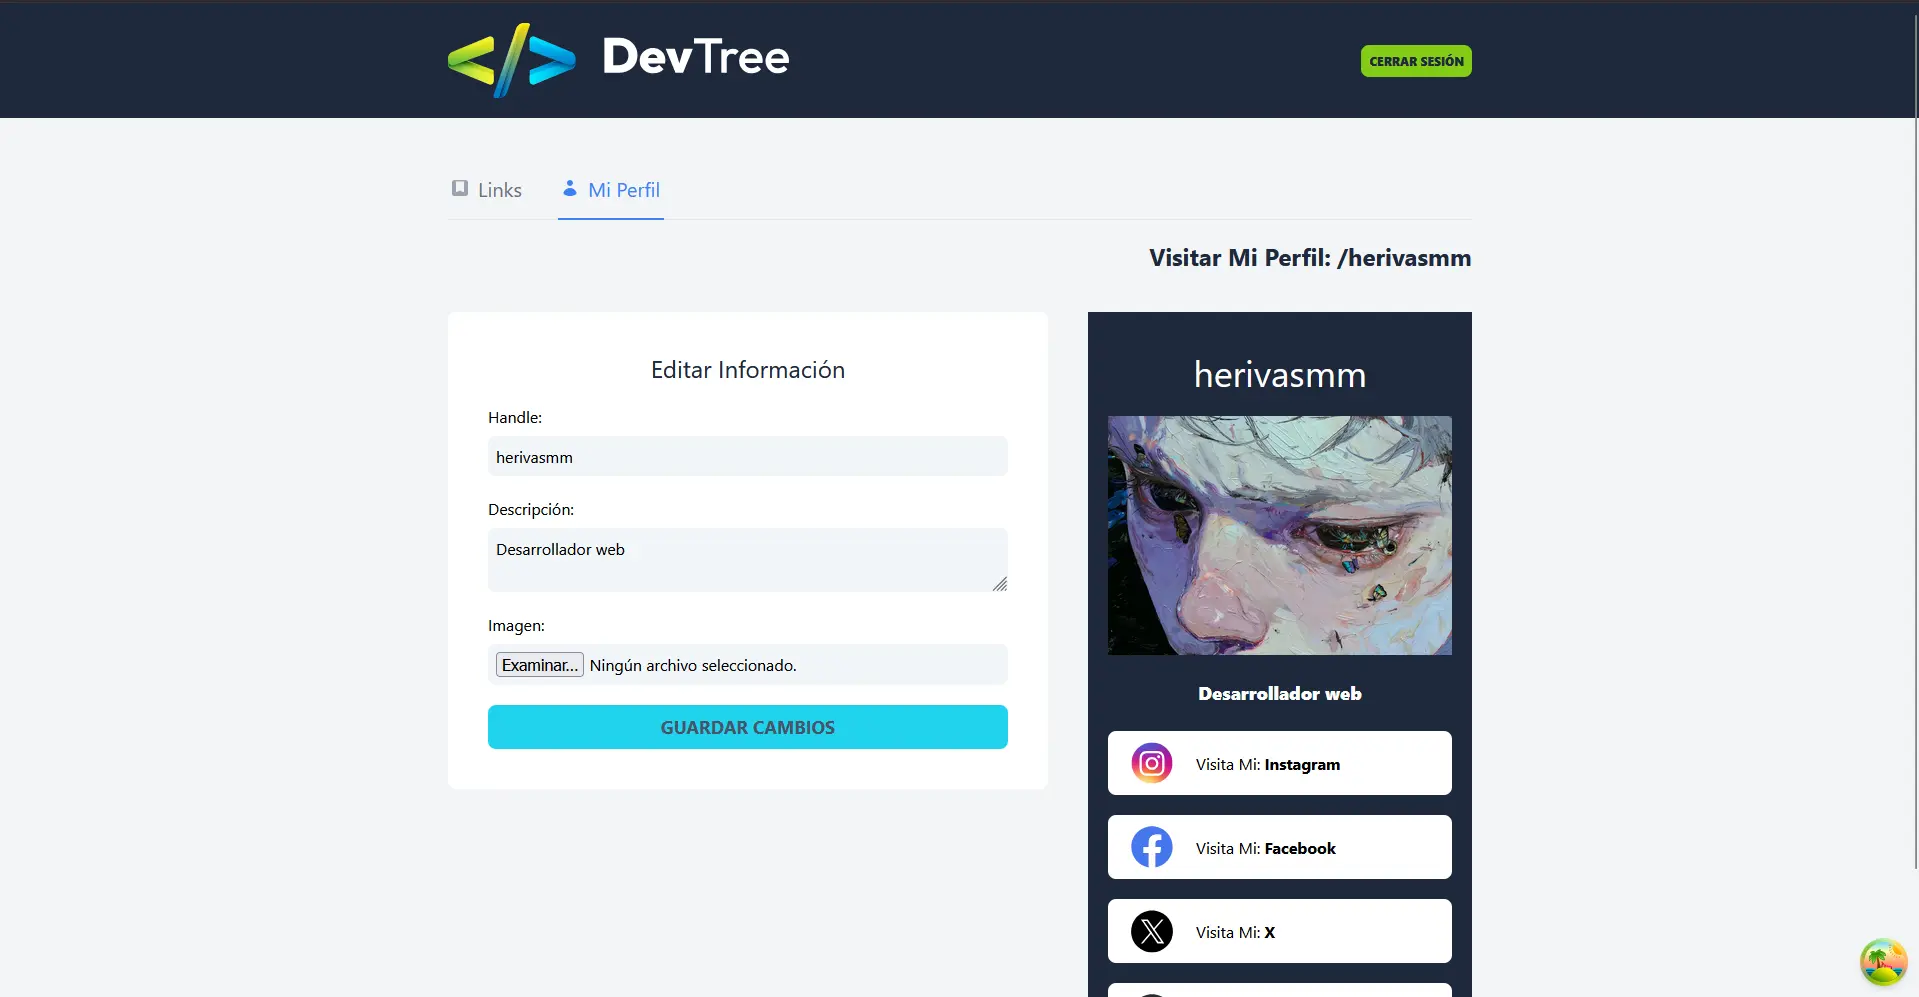 DevTree
CERRAR SESIÓN
Links
Mi Perfil
Visitar Mi Perfil: /herivasmm
Editar Información
Handle:
herivasmm
Descripción:
Desarrollador web
Imagen:
Examinar... Ningún archivo seleccionado.
GUARDAR CAMBIOS
herivasmm
Desarrollador web
Visita Mi: Instagram
Visita Mi: Facebook
Visita Mi: X